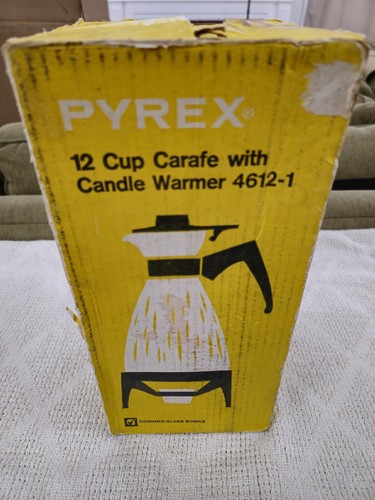 PYREX®
12 Cup Carafe with
Candle Warmer 4612-1
CORNING GLASS WORKS